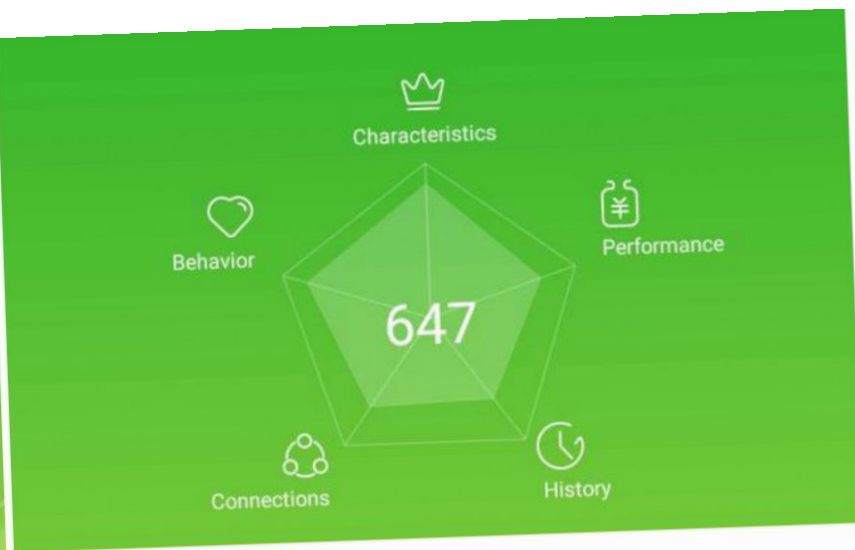 Characteristics
Performance
Behavior
647
Connections
History